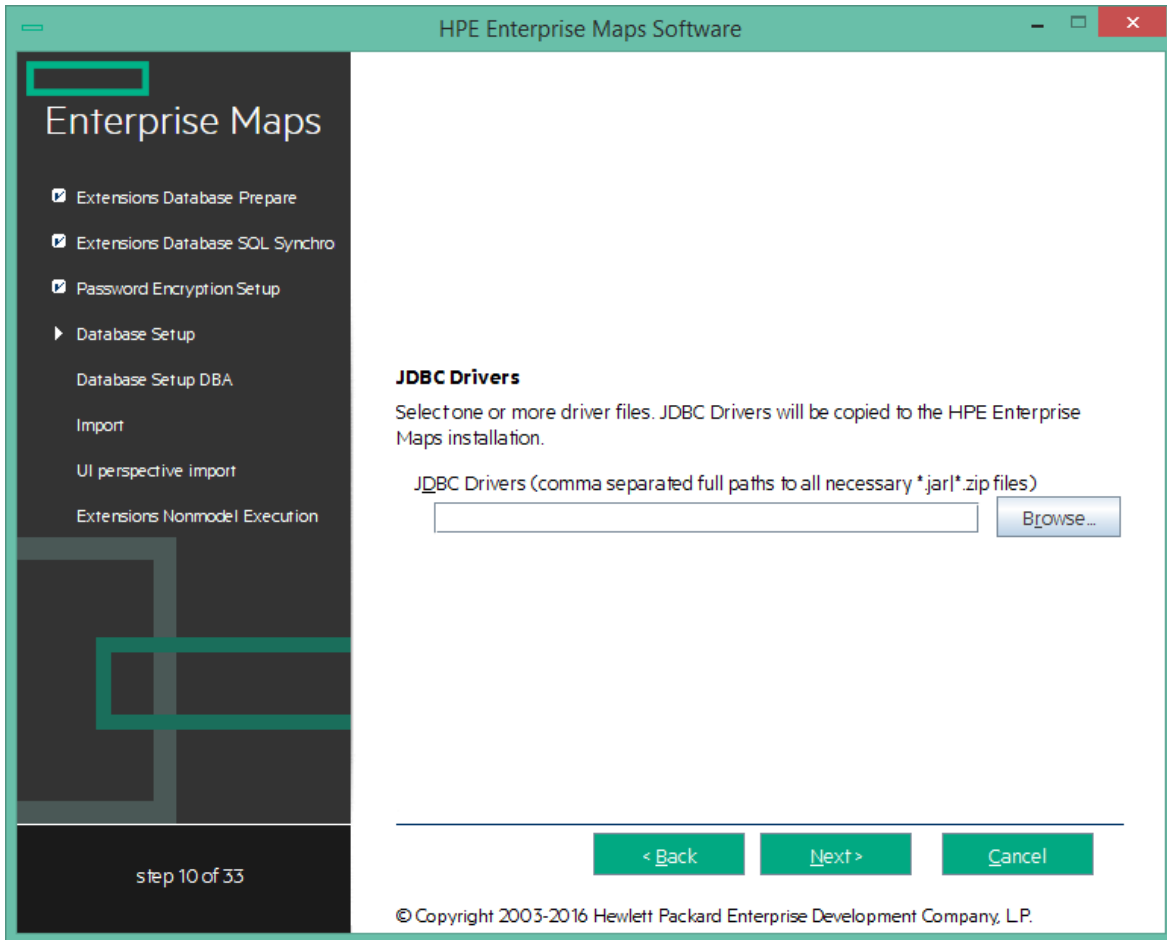 HPE Enterprise Maps Software
Enterprise Maps
Extensions Database Prepare
Extensions Database SQL Synchro
Password Encryption Setup
Database Setup
Database Setup DBA
Import
UI perspective import
Extensions Nonmodel Execution
step 10 of 33
JDBC Drivers
Select one or more driver files. JDBC Drivers will be copied to the HPE Enterprise
Maps installation.
JDBC Drivers (comma separated full paths to all necessary *.jar|*.zip files)
Browse...
< Back
Next >
Cancel
© Copyright 2003-2016 Hewlett Packard Enterprise Development Company, L.P.